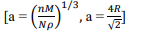 [a = (nM/Nρ)^{1/3}, a = 4R/√2]